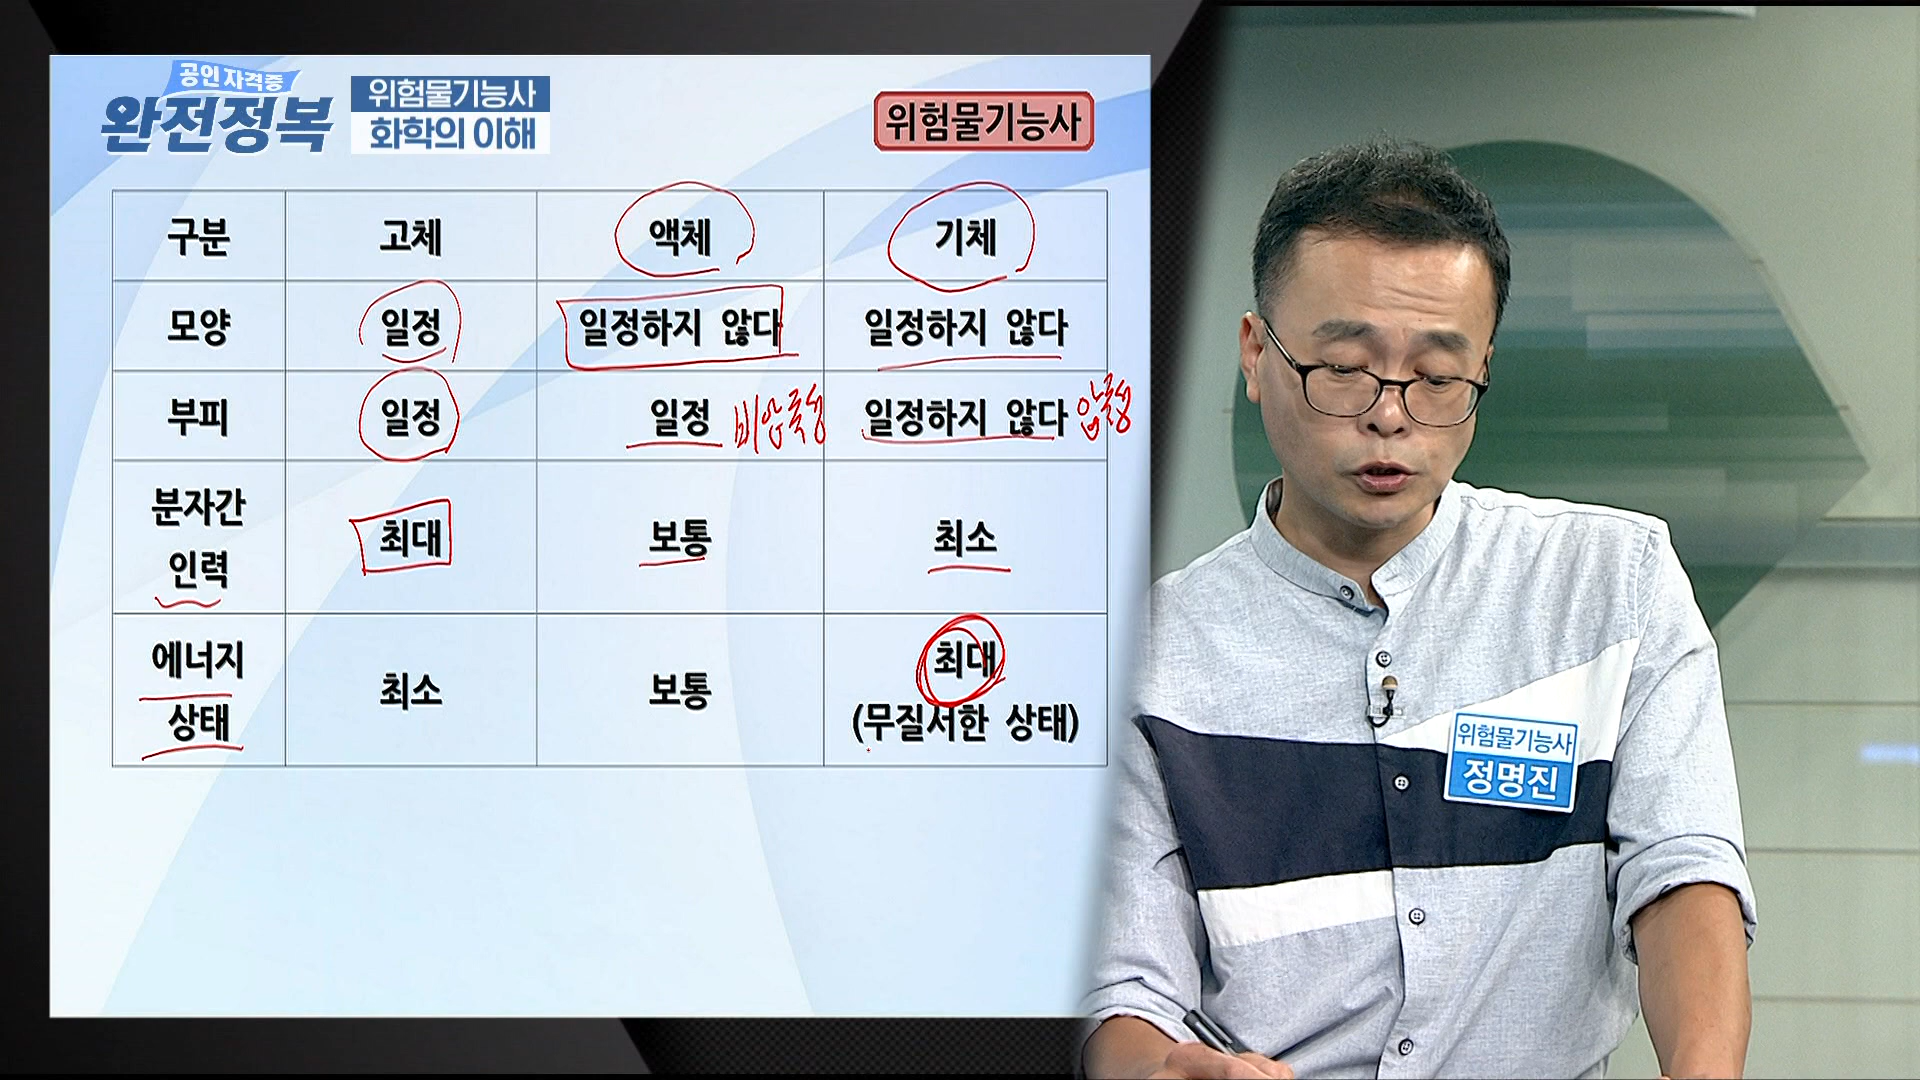 공인 자격증
완전정복
위험물기능사
화학의 이해
위험물기능사
구분 고체 액체 기체
모양 일정 일정하지 않다 일정하지 않다
부피 일정 일정 비압축성 일정하지 않다 압축성
분자간
인력 최대 보통 최소
에너지
상태 최소 보통 최대
(무질서한 상태)
위험물기능사
정명진